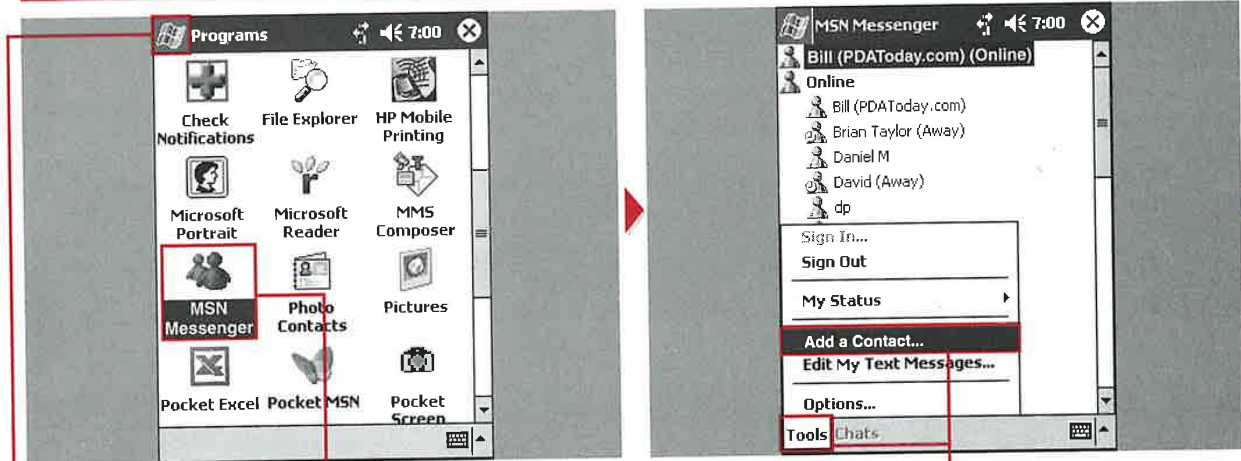 Programs 7:00
Check Notifications
File Explorer
HP Mobile Printing
Microsoft Portrait
Microsoft Reader
MMS Composer
MSN Messenger
Photo Contacts
Pictures
Pocket Excel
Pocket MSN
Pocket Screen
MSN Messenger 7:00
Bill (PDAToday.com) (Online)
Online
Bill (PDAToday.com)
Brian Taylor (Away)
Daniel M
David (Away)
dp
Sign In...
Sign Out
My Status
Add a Contact...
Edit My Text Messages...
Options...
Tools Chats